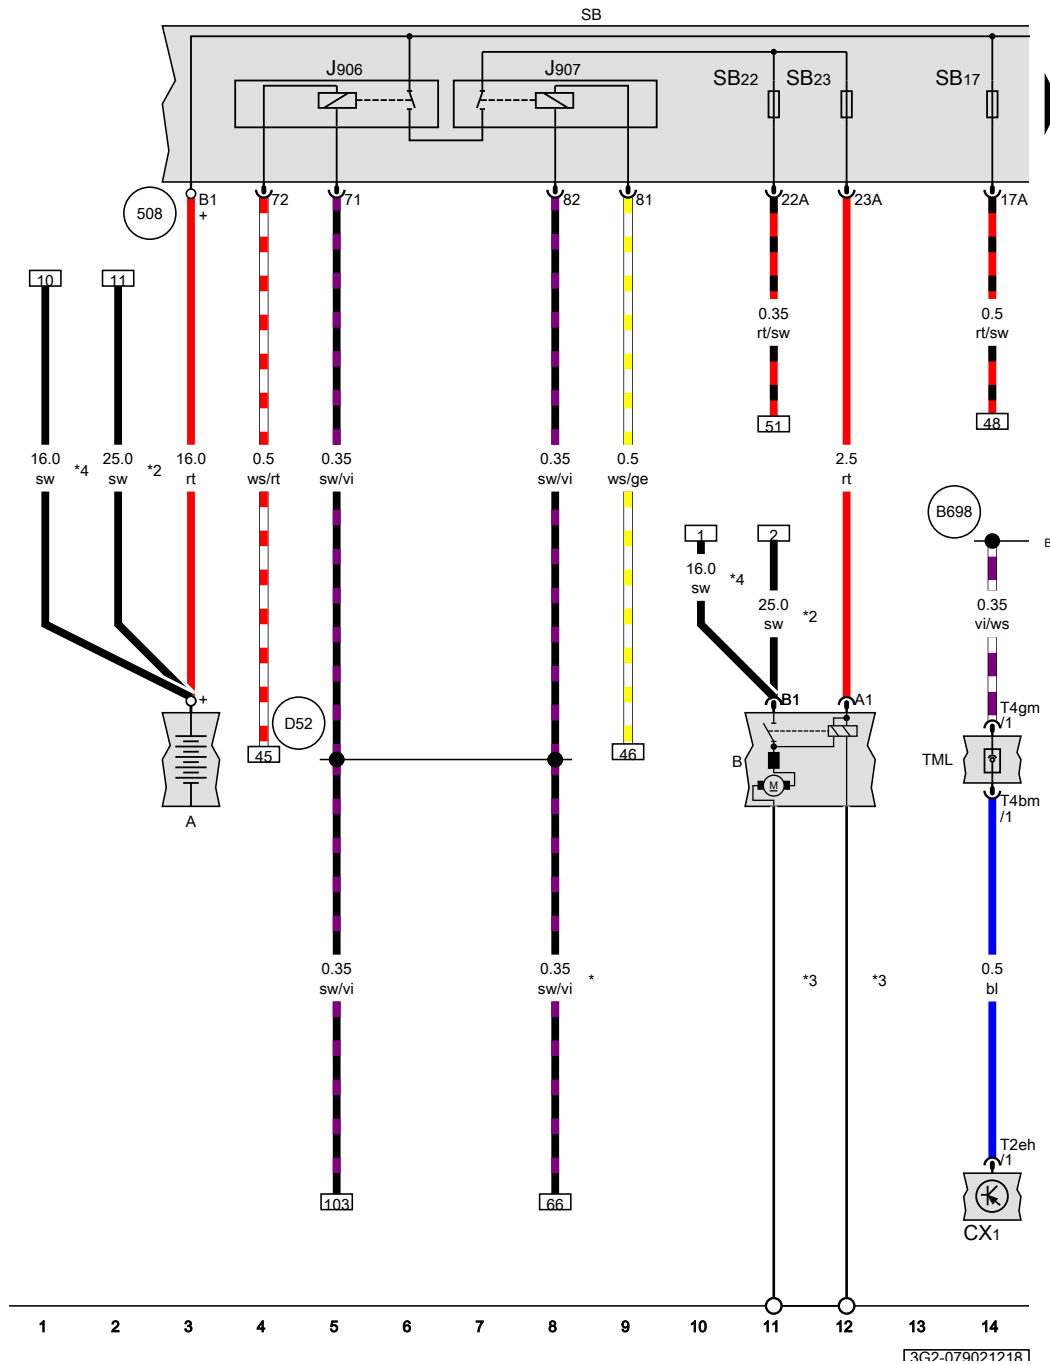 SB
J906
J907
SB22
SB23
SB17
508
B1
+
72
71
82
81
22A
23A
17A
10
11
0.35
rt/sw
0.5
rt/sw
51
48
16.0
sw
*4
25.0
sw
*2
16.0
rt
0.5
ws/rt
0.35
sw/vi
0.35
sw/vi
0.5
ws/ge
2.5
rt
B698
B
1
2
16.0
sw
*4
25.0
sw
*2
0.35
vi/ws
+
D52
B1
A1
T4gm
/1
45
46
B
M
TML
A
T4bm
/1
0.35
sw/vi
0.35
sw/vi
*
*3
*3
0.5
bl
T2eh
/1
103
66
CX1
1 2 3 4 5 6 7 8 9 10 11 12 13 14
3G2-079021218